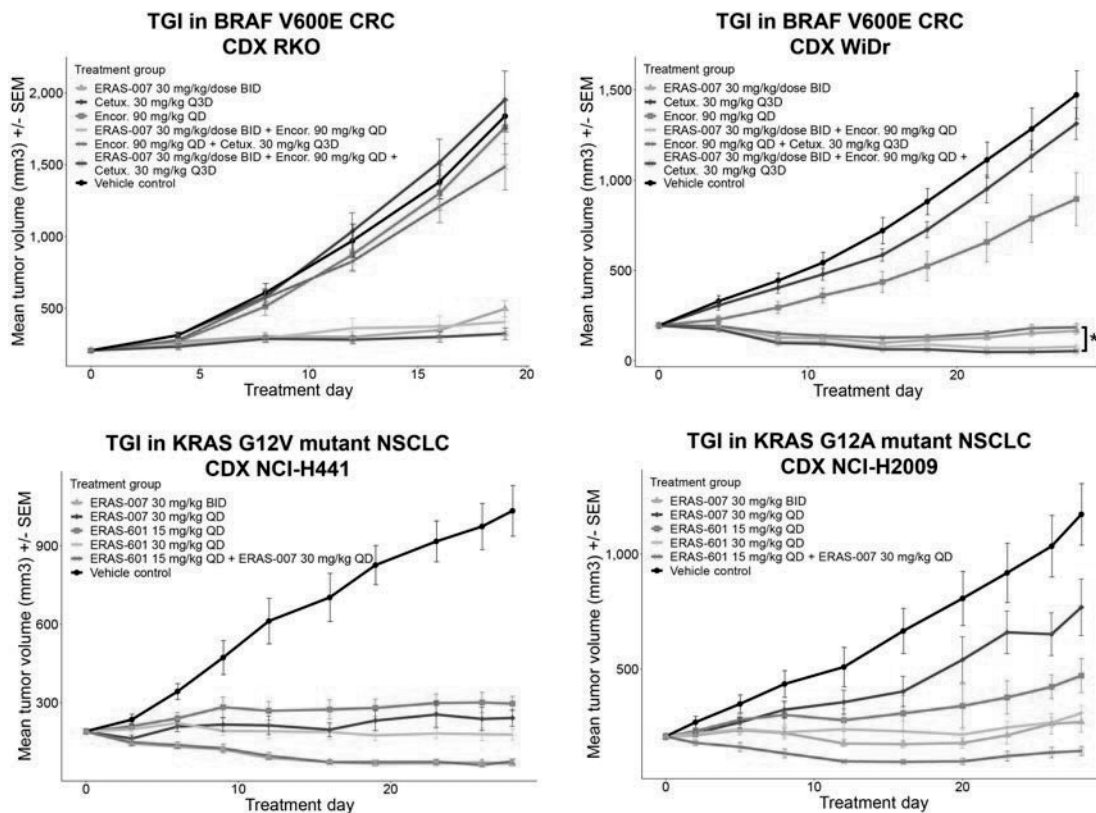 TGI in BRAF V600E CRC
CDX RKO
Mean tumor volume (mm3) +/- SEM
Treatment group
ERAS-007 30 mg/kg/dose BID
Cetux. 30 mg/kg Q3D
Encor. 90 mg/kg QD
ERAS-007 30 mg/kg/dose BID + Encor. 90 mg/kg QD
Encor. 90 mg/kg QD + Cetux. 30 mg/kg Q3D
ERAS-007 30 mg/kg/dose BID + Encor. 90 mg/kg QD +
Cetux. 30 mg/kg Q3D
Vehicle control
2,000
1,500
1,000
500
0
5
10
15
20
Treatment day
TGI in BRAF V600E CRC
CDX WiDr
Mean tumor volume (mm3) +/- SEM
Treatment group
ERAS-007 30 mg/kg/dose BID
Cetux. 30 mg/kg Q3D
Encor. 90 mg/kg QD
ERAS-007 30 mg/kg/dose BID + Encor. 90 mg/kg QD
Encor. 90 mg/kg QD + Cetux. 30 mg/kg Q3D
ERAS-007 30 mg/kg/dose BID + Encor. 90 mg/kg QD +
Cetux. 30 mg/kg Q3D
Vehicle control
1,500
1,000
500
0
*
0
10
20
Treatment day
TGI in KRAS G12V mutant NSCLC
CDX NCI-H441
Mean tumor volume (mm3) +/- SEM
Treatment group
ERAS-007 30 mg/kg BID
ERAS-007 30 mg/kg QD
ERAS-601 15 mg/kg QD
ERAS-601 30 mg/kg QD
ERAS-601 15 mg/kg QD + ERAS-007 30 mg/kg QD
Vehicle control
900
600
300
0
10
20
Treatment day
TGI in KRAS G12A mutant NSCLC
CDX NCI-H2009
Mean tumor volume (mm3) +/- SEM
Treatment group
ERAS-007 30 mg/kg BID
ERAS-007 30 mg/kg QD
ERAS-601 15 mg/kg QD
ERAS-601 30 mg/kg QD
ERAS-601 15 mg/kg QD + ERAS-007 30 mg/kg QD
Vehicle control
1,000
500
0
10
20
Treatment day